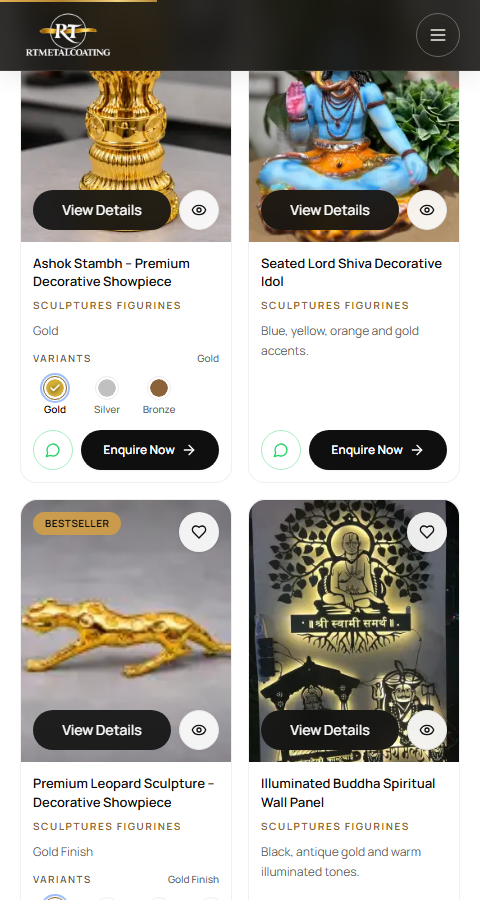 RT
RTMETALCOATING
View Details
View Details
Ashok Stambh – Premium
Decorative Showpiece
SCULPTURES FIGURINES
Gold
VARIANTS
Gold
Gold
Silver
Bronze
Enquire Now
Seated Lord Shiva Decorative
Idol
SCULPTURES FIGURINES
Blue, yellow, orange and gold
accents.
Enquire Now
BESTSELLER
View Details
॥श्री स्वामी समर्थ॥
View Details
Premium Leopard Sculpture –
Decorative Showpiece
SCULPTURES FIGURINES
Gold Finish
VARIANTS
Gold Finish
Illuminated Buddha Spiritual
Wall Panel
SCULPTURES FIGURINES
Black, antique gold and warm
illuminated tones.